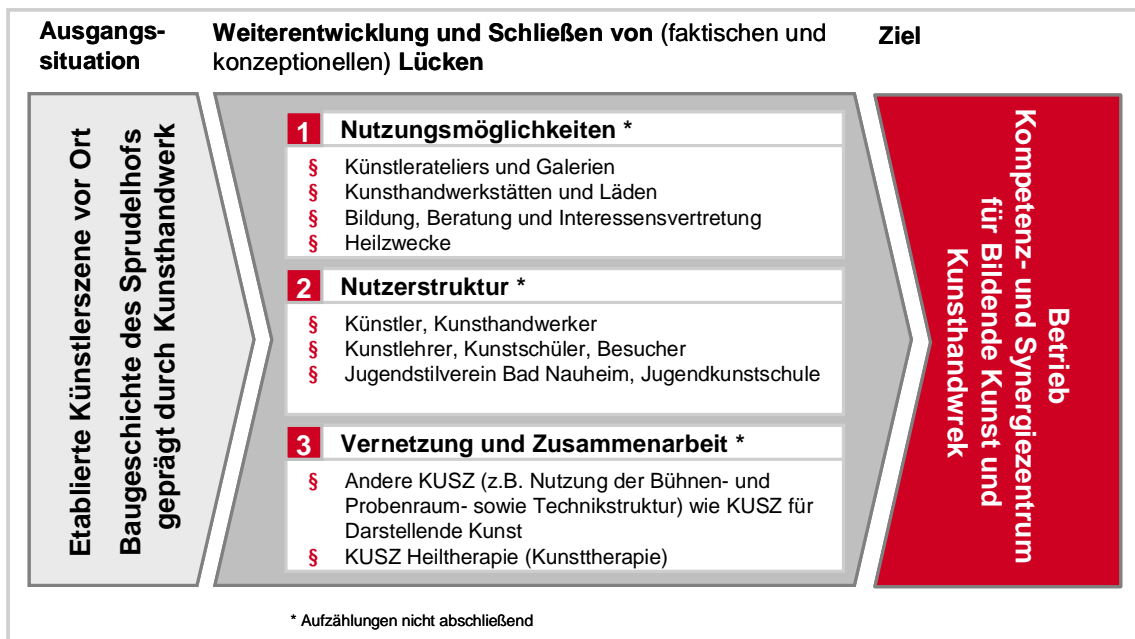 Ausgangs-
situation
Weiterentwicklung und Schließen von (faktischen und
konzeptionellen) Lücken
Ziel
Etablierte Künstlerszene vor Ort
Baugeschichte des Sprudelhofs
geprägt durch Kunsthandwerk
1 Nutzungsmöglichkeiten *
§ Künstlerateliers und Galerien
§ Kunsthandwerkstätten und Läden
§ Bildung, Beratung und Interessensvertretung
§ Heilzwecke
2 Nutzerstruktur *
§ Künstler, Kunsthandwerker
§ Kunstlehrer, Kunstschüler, Besucher
§ Jugendstilverein Bad Nauheim, Jugendkunstschule
3 Vernetzung und Zusammenarbeit *
§ Andere KUSZ (z.B. Nutzung der Bühnen- und
Probenraum- sowie Technikstruktur) wie KUSZ für
Darstellende Kunst
§ KUSZ Heiltherapie (Kunsttherapie)
Betrieb
Kompetenz- und Synergiezentrum
für Bildende Kunst und
Kunsthandwrek
* Aufzählungen nicht abschließend